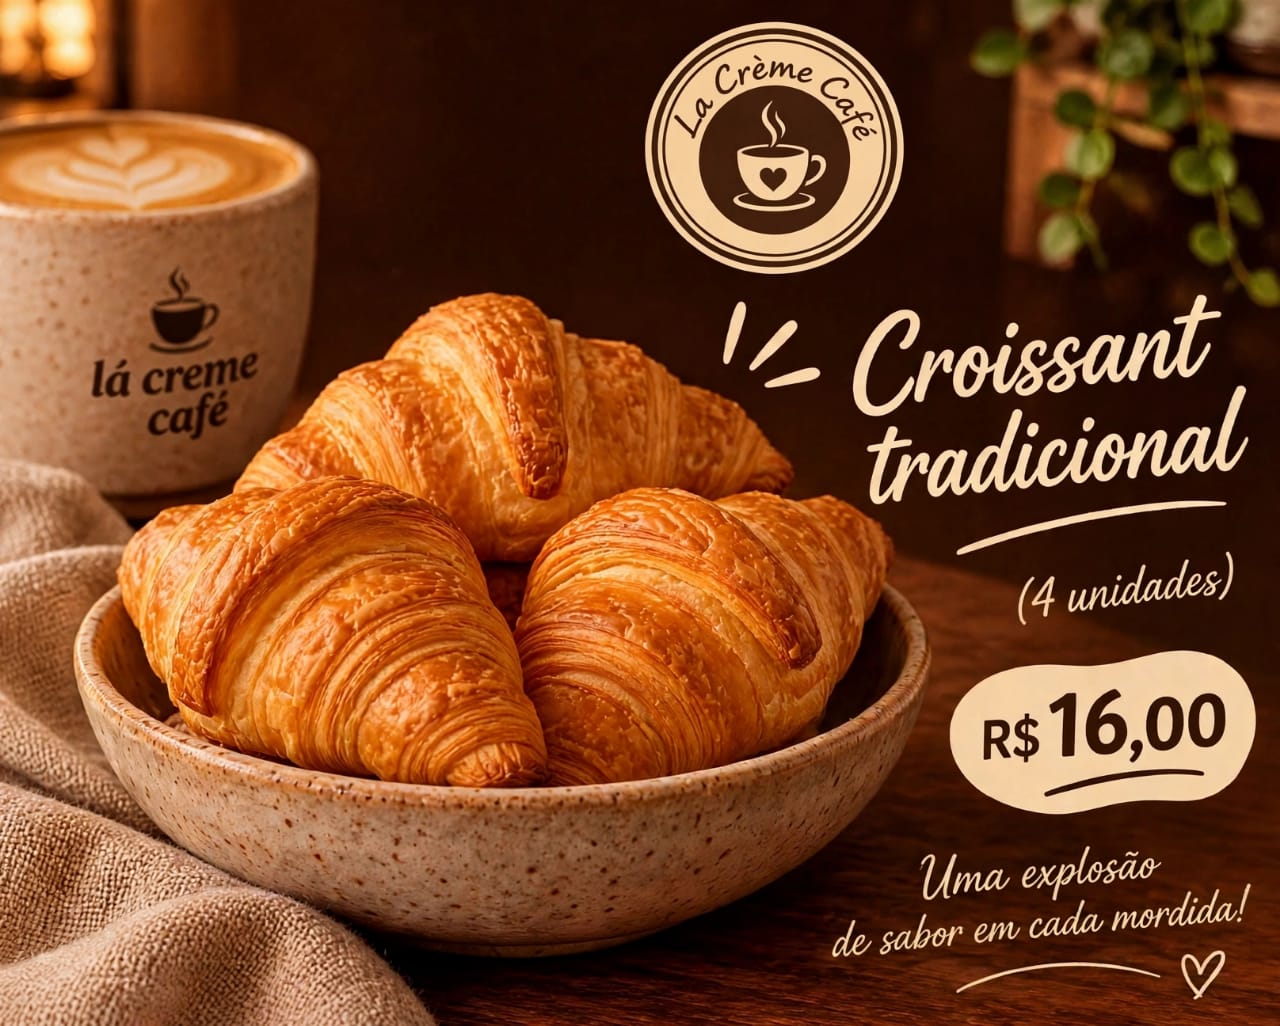 La Crème Café
lá creme
café
Croissant
tradicional
(4 unidades)
R$ 16,00
Uma explosão
de sabor em cada mordida!